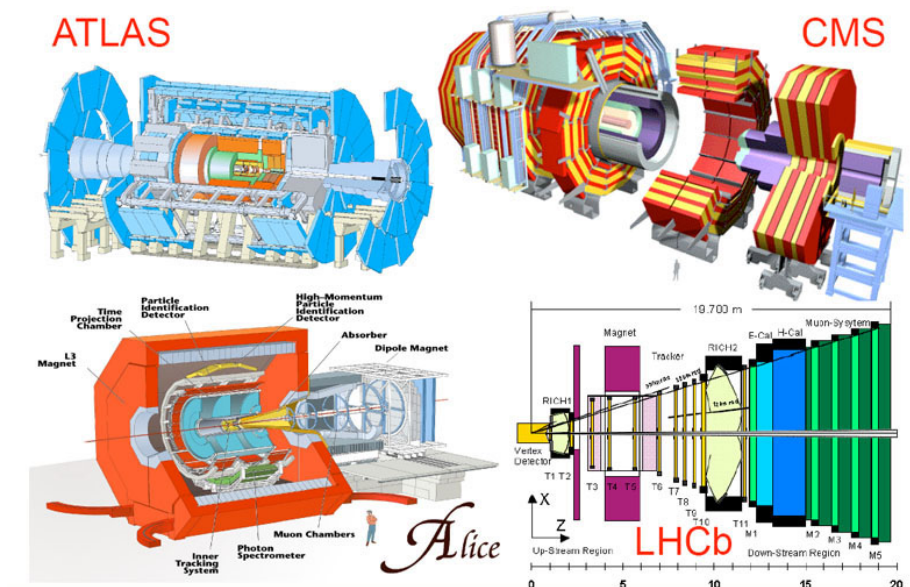 ATLAS
CMS
Time
Projection
Chamber
Particle
Identification
Detector
High-Momentum
Particle
Identification
Detector
Absorber
Dipole Magnet
L3
Magnet
Inner
Tracking
System
Photon
Spectrometer
Muon Chambers
Alice
19.700 m
Magnet
Tracker
RICH2
E-Cal
H-Cal
Muon-Sysytem
RICH1
Vertex
Detector
T1 T2
T3
T4
T5
T6
T7
T8
T9
T10
T11
M1
M2
M3
M4
M5
X
Z
Up-Stream Region
LHCb
Down-Stream Region
0
5
10
15
20